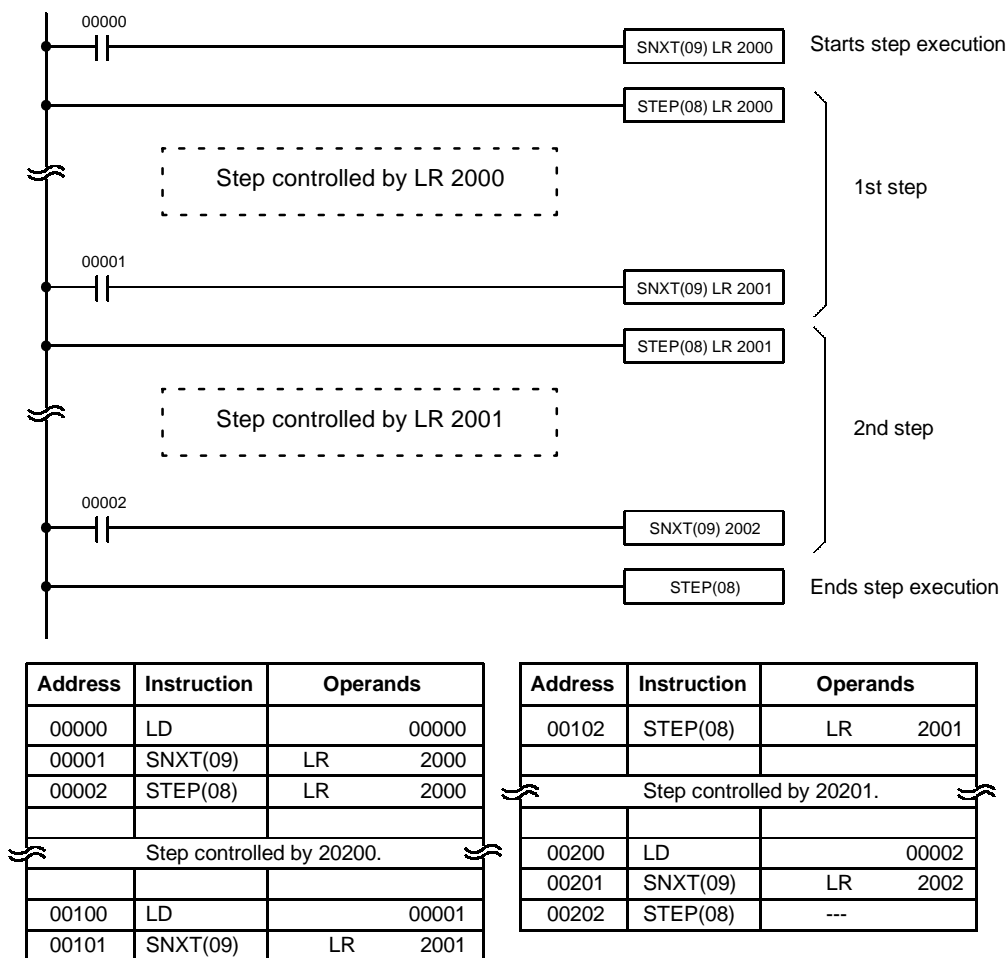 00000
SNXT(09) LR 2000 Starts step execution
STEP(08) LR 2000
Step controlled by LR 2000
1st step
00001
SNXT(09) LR 2001
STEP(08) LR 2001
Step controlled by LR 2001
2nd step
00002
SNXT(09) 2002
STEP(08) Ends step execution
Address Instruction Operands
00000 LD 00000
00001 SNXT(09) LR 2000
00002 STEP(08) LR 2000
Step controlled by 20200.
00100 LD 00001
00101 SNXT(09) LR 2001
Address Instruction Operands
00102 STEP(08) LR 2001
Step controlled by 20201.
00200 LD 00002
00201 SNXT(09) LR 2002
00202 STEP(08) ---